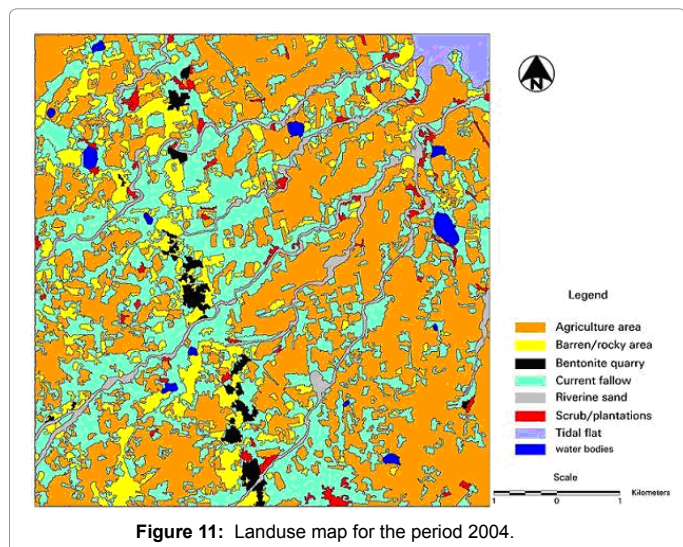 N
Legend
Agriculture area
Barren/rocky area
Bentonite quarry
Current fallow
Riverine sand
Scrub/plantations
Tidal flat
water bodies
Scale
1 0 1 Kilometers
Figure 11: Landuse map for the period 2004.